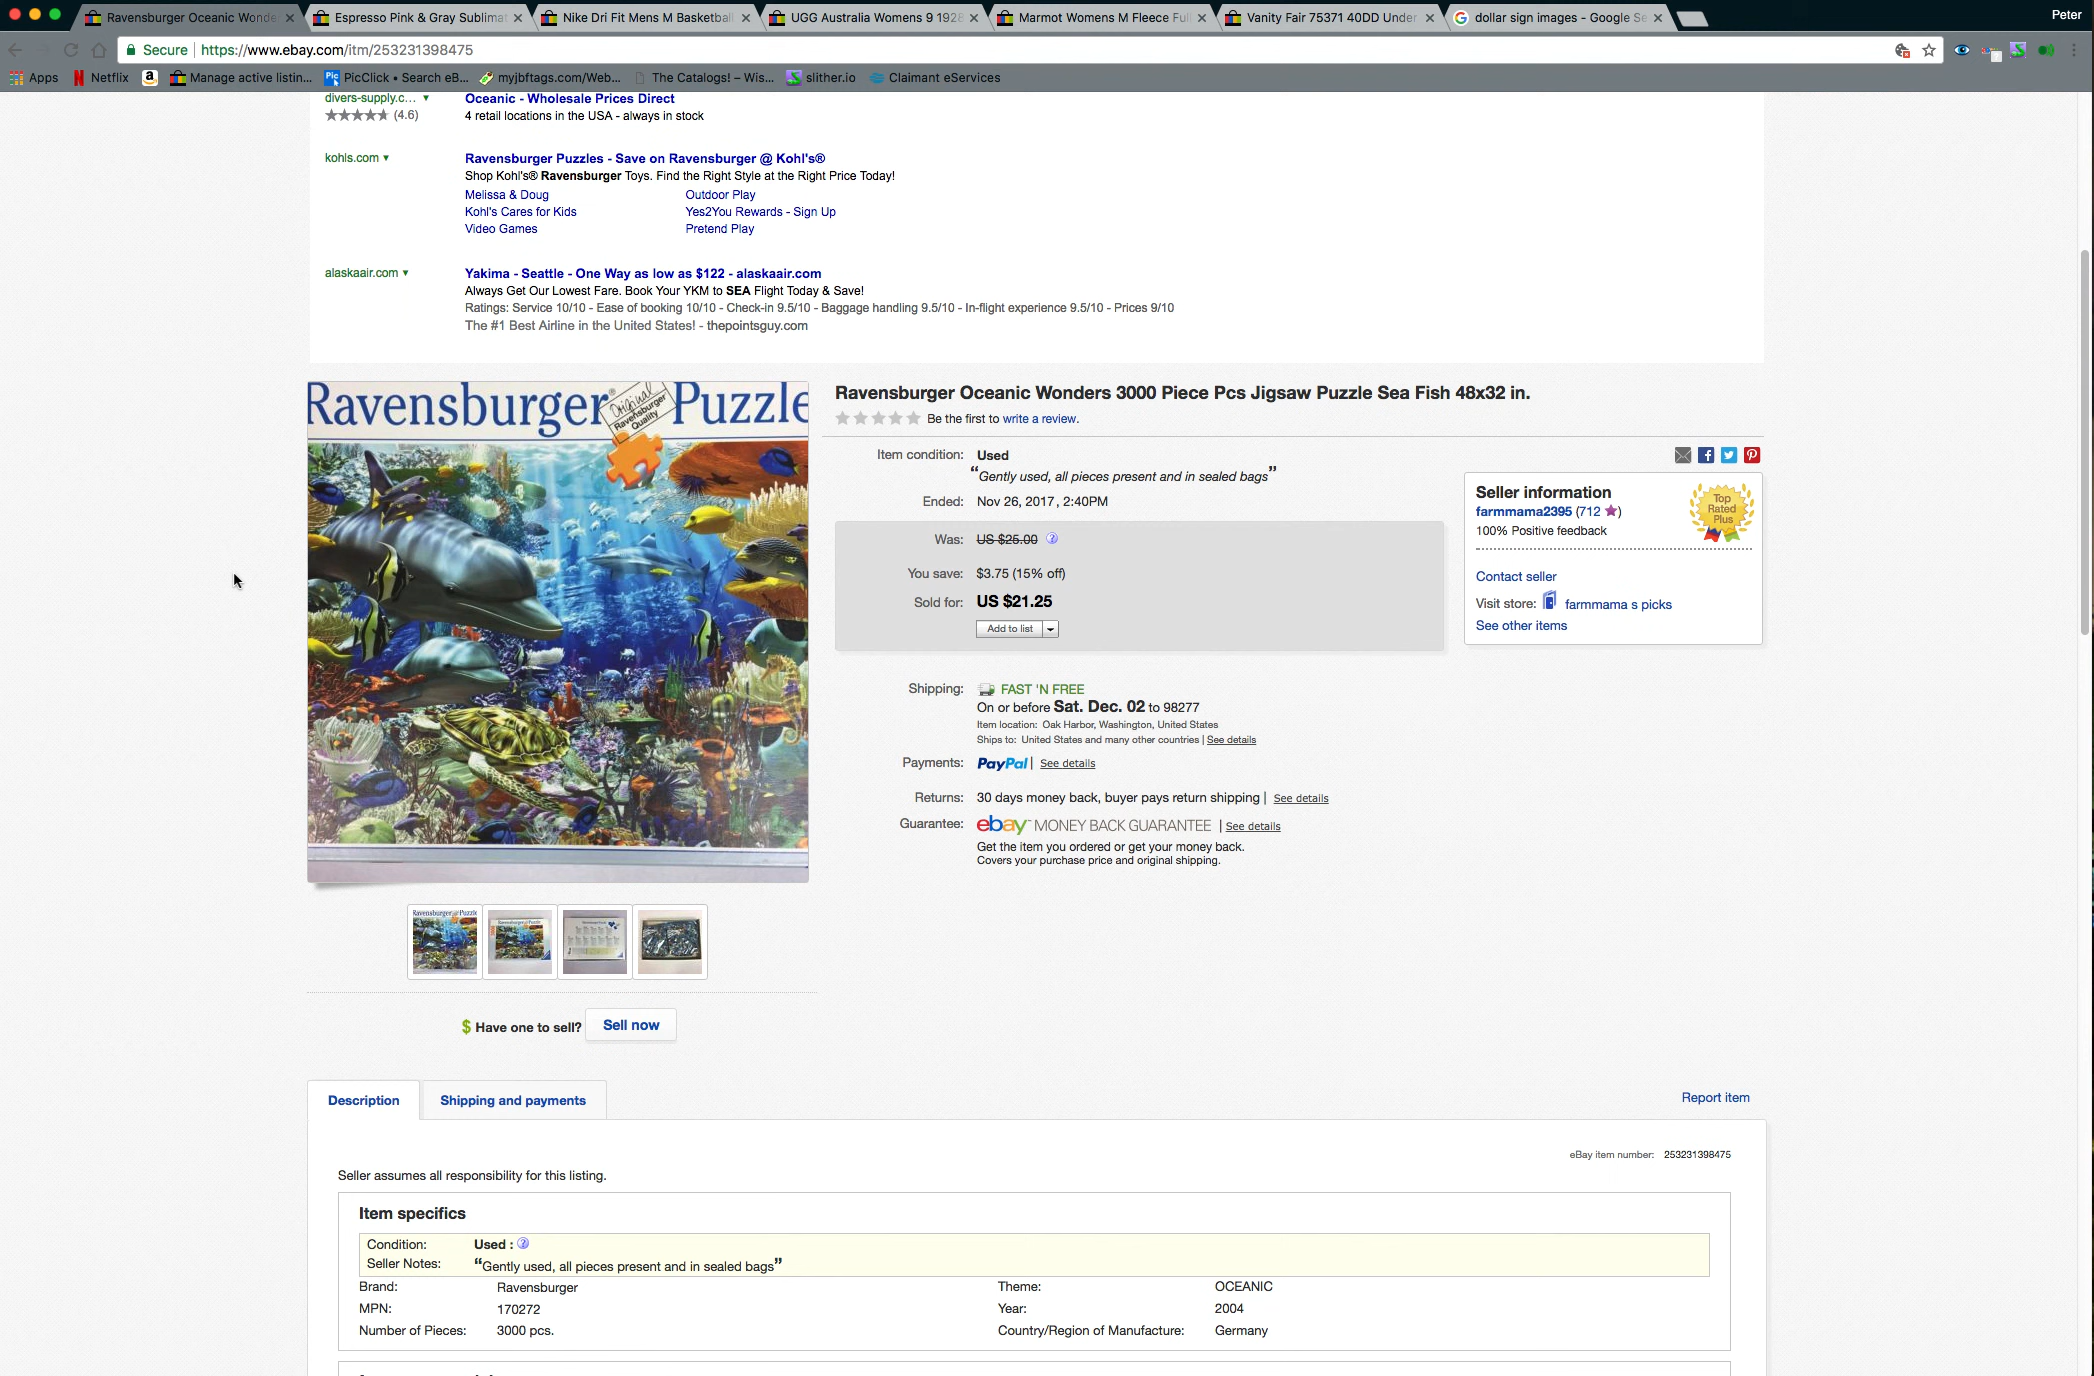 Ravensburger Oceanic Wonde
Espresso Pink & Gray Sublimat
Nike Dri Fit Mens M Basketball
UGG Australia Womens 9 1928
Marmot Womens M Fleece Ful
Vanity Fair 75371 40DD Under
dollar sign images - Google Se
Peter
Secure
https://www.ebay.com/itm/253231398475
Apps
Netflix
Manage active listin...
PicClick • Search eB...
myjbftags.com/Web...
The Catalogs! – Wis...
slither.io
Claimant eServices
divers-supply.c... ▼
Oceanic - Wholesale Prices Direct
(4.6)
4 retail locations in the USA - always in stock
kohls.com ▼
Ravensburger Puzzles - Save on Ravensburger @ Kohl's®
Shop Kohl's® Ravensburger Toys. Find the Right Style at the Right Price Today!
Melissa & Doug
Outdoor Play
Kohl's Cares for Kids
Yes2You Rewards - Sign Up
Video Games
Pretend Play
alaskaair.com ▼
Yakima - Seattle - One Way as low as $122 - alaskaair.com
Always Get Our Lowest Fare. Book Your YKM to SEA Flight Today & Save!
Ratings: Service 10/10 - Ease of booking 10/10 - Check-in 9.5/10 - Baggage handling 9.5/10 - In-flight experience 9.5/10 - Prices 9/10
The #1 Best Airline in the United States! - thepointsguy.com
Ravensburger® Puzzle
Original
Ravensburger
Quality
Ravensburger Oceanic Wonders 3000 Piece Pcs Jigsaw Puzzle Sea Fish 48x32 in.
Be the first to write a review.
Item condition: Used
“Gently used, all pieces present and in sealed bags”
Ended: Nov 26, 2017, 2:40PM
Was: US $25.00
You save: $3.75 (15% off)
Sold for: US $21.25
Add to list
Seller information
farmmama2395 (712 ★)
100% Positive feedback
Top
Rated
Plus
Contact seller
Visit store: farmmama s picks
See other items
Shipping: FAST 'N FREE
On or before Sat. Dec. 02 to 98277
Item location: Oak Harbor, Washington, United States
Ships to: United States and many other countries | See details
Payments: PayPal | See details
Returns: 30 days money back, buyer pays return shipping | See details
Guarantee: ebay MONEY BACK GUARANTEE | See details
Get the item you ordered or get your money back.
Covers your purchase price and original shipping.
$ Have one to sell? Sell now
Description
Shipping and payments
Report item
eBay item number: 253231398475
Seller assumes all responsibility for this listing.
Item specifics
Condition: Used :
Seller Notes: “Gently used, all pieces present and in sealed bags”
Brand: Ravensburger
Theme: OCEANIC
MPN: 170272
Year: 2004
Number of Pieces: 3000 pcs.
Country/Region of Manufacture: Germany